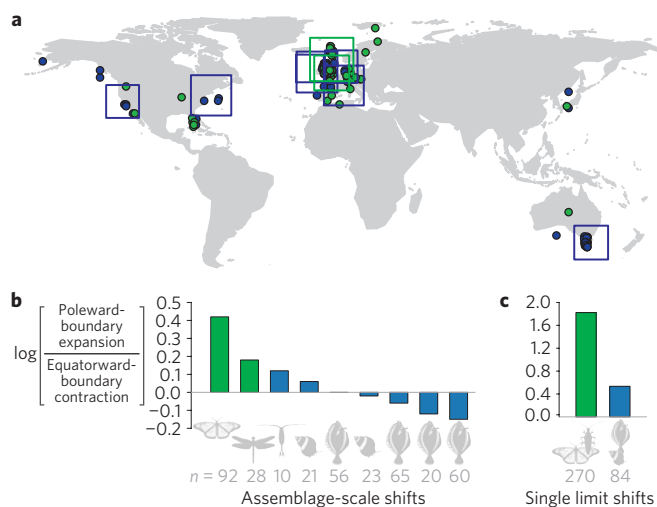 a
b
c
log
Poleward-
boundary
expansion
Equatorward-
boundary
contraction
0.5
0.4
0.3
0.2
0.1
0.0
−0.1
−0.2
n = 92 28 10 21 56 23 65 20 60
Assemblage-scale shifts
2.0
1.6
1.2
0.8
0.4
0.0
270 84
Single limit shifts